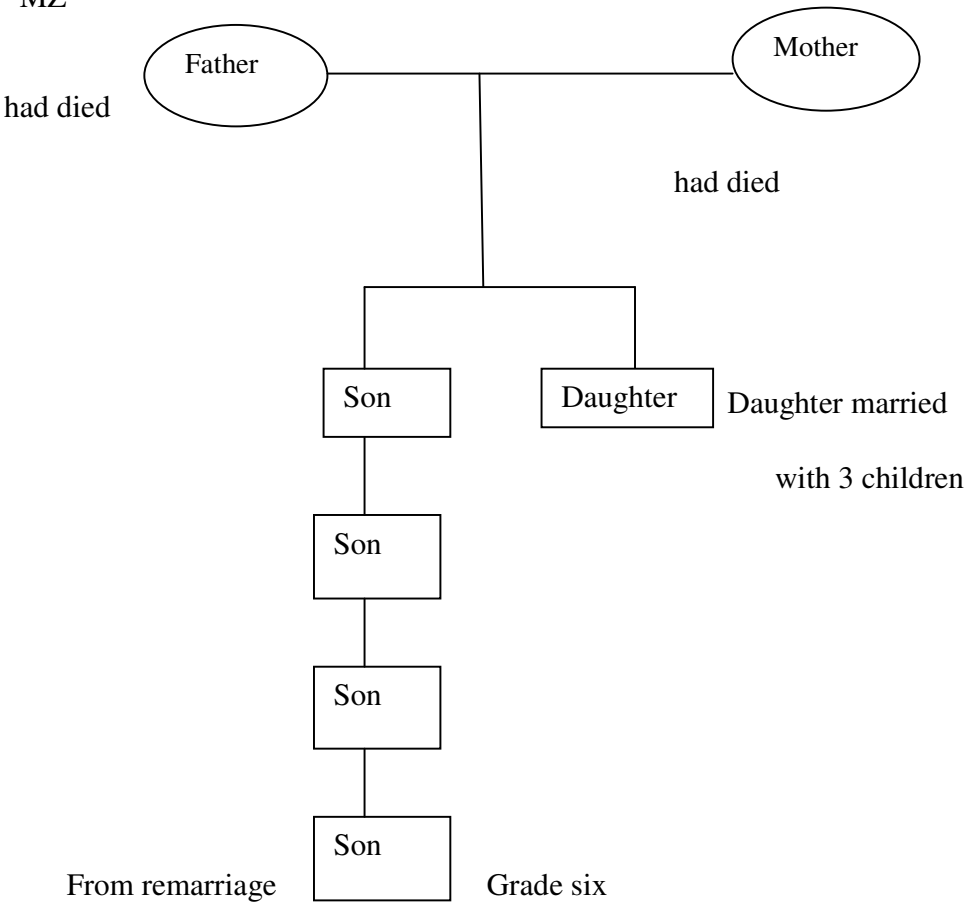 MZ
Father
Mother
had died
had died
Son
Daughter
Daughter married
with 3 children
Son
Son
Son
From remarriage
Grade six